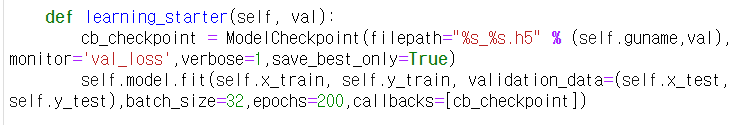 def learning_starter(self, val):
        cb_checkpoint = ModelCheckpoint(filepath="%s_%s.h5" % (self.guname,val),
monitor='val_loss',verbose=1,save_best_only=True)
        self.model.fit(self.x_train, self.y_train, validation_data=(self.x_test,
self.y_test),batch_size=32,epochs=200,callbacks=[cb_checkpoint])